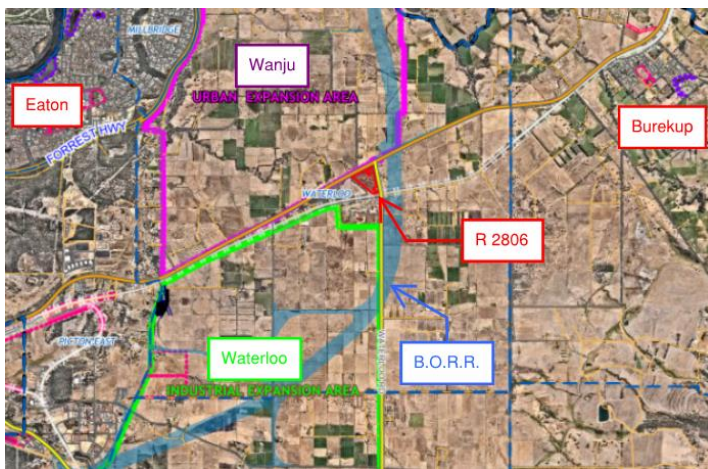 MILLBRIDGE
Wanju
URBAN EXPANSION AREA
Eaton
FORREST HWY
Burekup
WATERLOO
R 2806
Waterloo
INDUSTRIAL EXPANSION AREA
B.O.R.R.
PICTON EAST